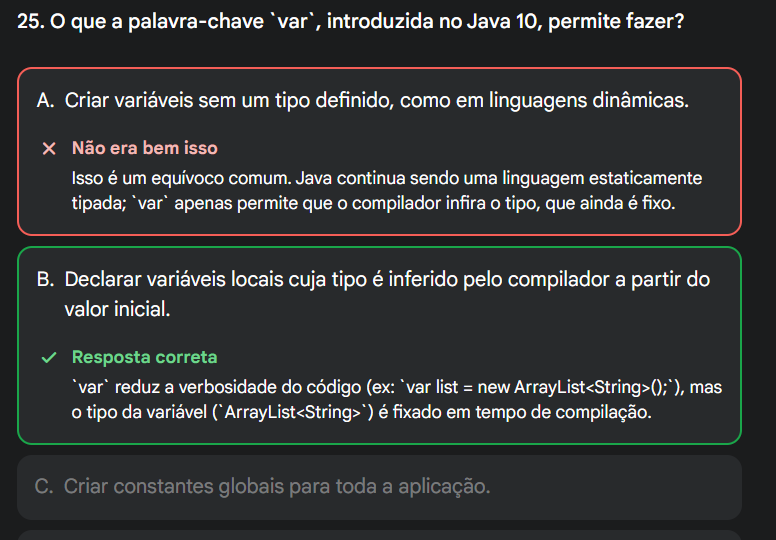 25. O que a palavra-chave `var`, introduzida no Java 10, permite fazer?
A. Criar variáveis sem um tipo definido, como em linguagens dinâmicas.
Não era bem isso
Isso é um equívoco comum. Java continua sendo uma linguagem estaticamente
tipada; `var` apenas permite que o compilador infira o tipo, que ainda é fixo.
B. Declarar variáveis locais cuja tipo é inferido pelo compilador a partir do
valor inicial.
Resposta correta
`var` reduz a verbosidade do código (ex: `var list = new ArrayList<String>();`), mas
o tipo da variável (`ArrayList<String>`) é fixado em tempo de compilação.
C. Criar constantes globais para toda a aplicação.